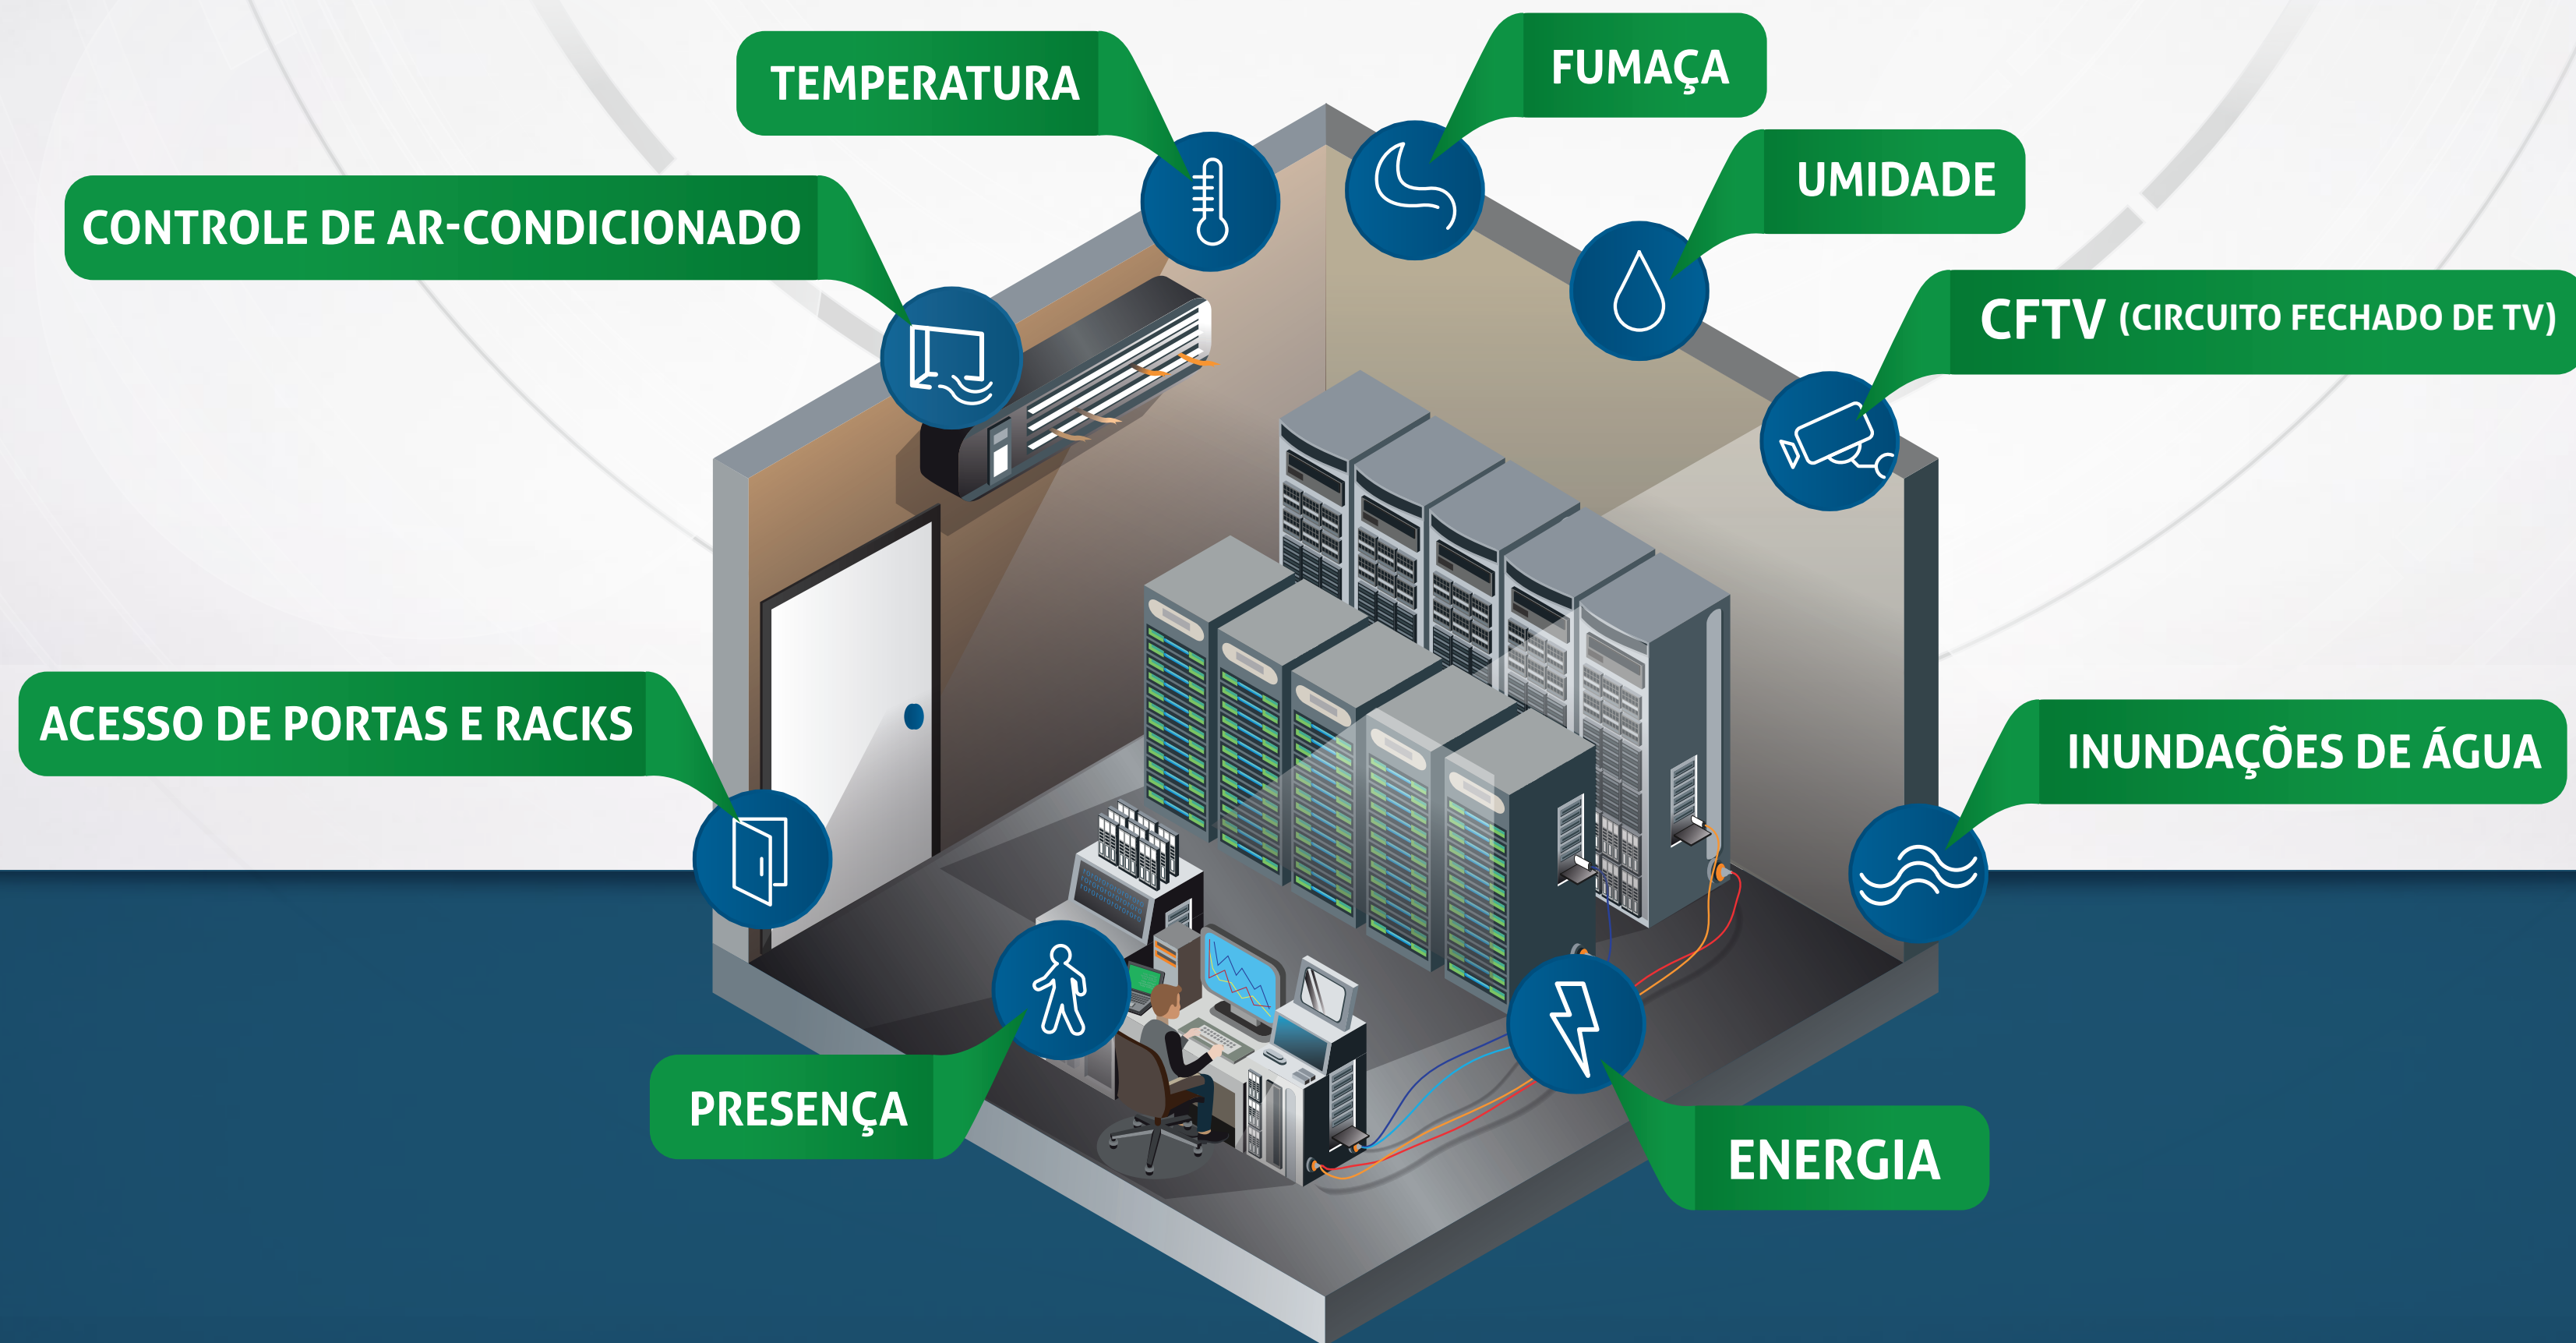 TEMPERATURA
FUMAÇA
UMIDADE
CONTROLE DE AR-CONDICIONADO
CFTV (CIRCUITO FECHADO DE TV)
ACESSO DE PORTAS E RACKS
INUNDAÇÕES DE ÁGUA
PRESENÇA
ENERGIA